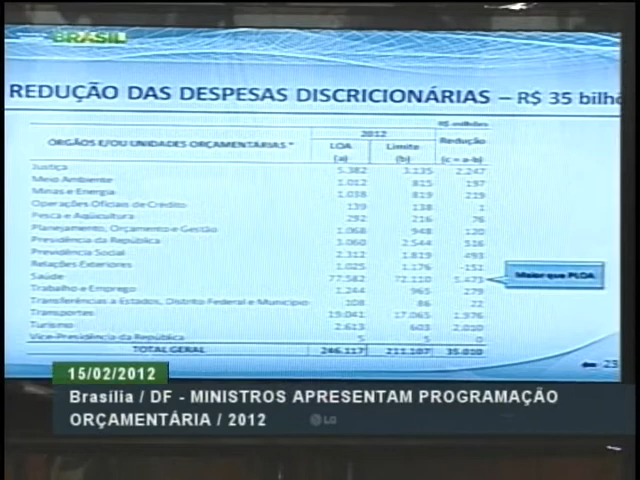 BRASIL
REDUÇÃO DAS DESPESAS DISCRICIONÁRIAS – R$ 35 bilhõ
R$ milhões
ÓRGÃOS E/OU UNIDADES ORÇAMENTÁRIAS * 2012 Redução
LOA Limite
(a) (b) (c = a-b)
Justiça 5.382 3.135 2.247
Meio Ambiente 1.012 815 197
Minas e Energia 1.038 819 219
Operações Oficiais de Crédito 139 138 1
Pesca e Aqüicultura 292 216 76
Planejamento, Orçamento e Gestão 1.068 948 120
Presidência da República 3.060 2.544 516
Previdência Social 2.312 1.819 493
Relações Exteriores 1.025 1.176 -151
Saúde 77.582 72.110 5.473 Maior que PLOA
Trabalho e Emprego 1.244 965 279
Transferências a Estados, Distrito Federal e Município 108 86 22
Transportes 19.041 17.065 1.976
Turismo 2.613 603 2.010
Vice-Presidência da República 5 5 0
TOTAL GERAL 246.117 211.107 35.010
23
15/02/2012
Brasília / DF - MINISTROS APRESENTAM PROGRAMAÇÃO
ORÇAMENTÁRIA / 2012
LG